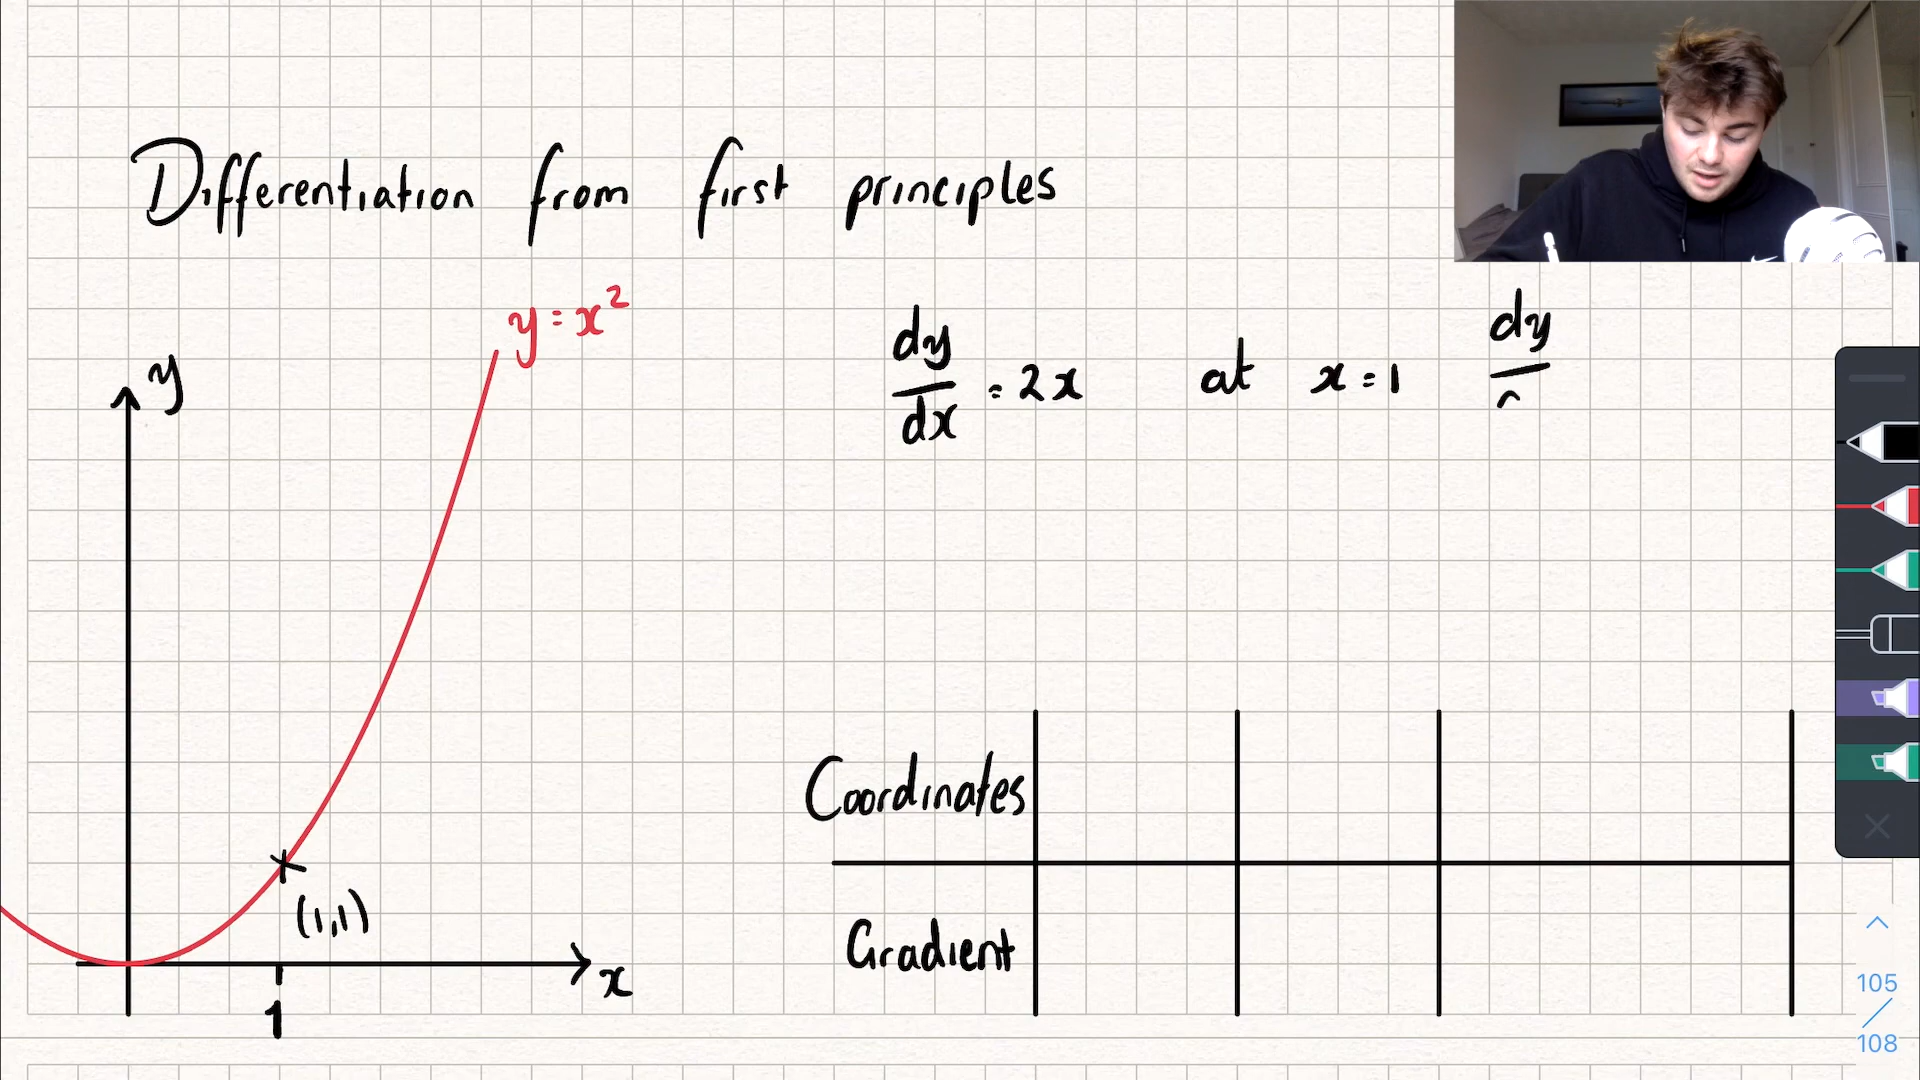 Differentiation from first principles
y = x²
dy/dx = 2x at x = 1 dy
y
Coordinates
(1,1)
Gradient
x
1
105
/
108